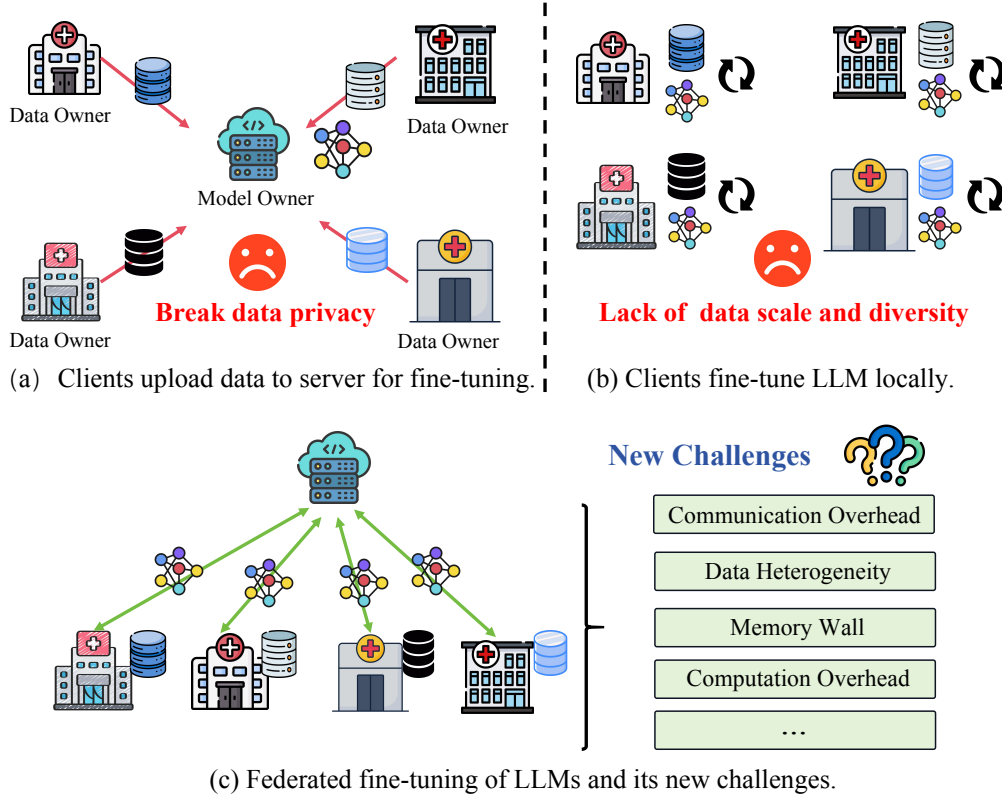 Data Owner
Data Owner
</>
Model Owner
Data Owner
Data Owner
Break data privacy
(a) Clients upload data to server for fine-tuning.
Lack of data scale and diversity
(b) Clients fine-tune LLM locally.
</>
New Challenges
???
Communication Overhead
Data Heterogeneity
Memory Wall
Computation Overhead
...
(c) Federated fine-tuning of LLMs and its new challenges.